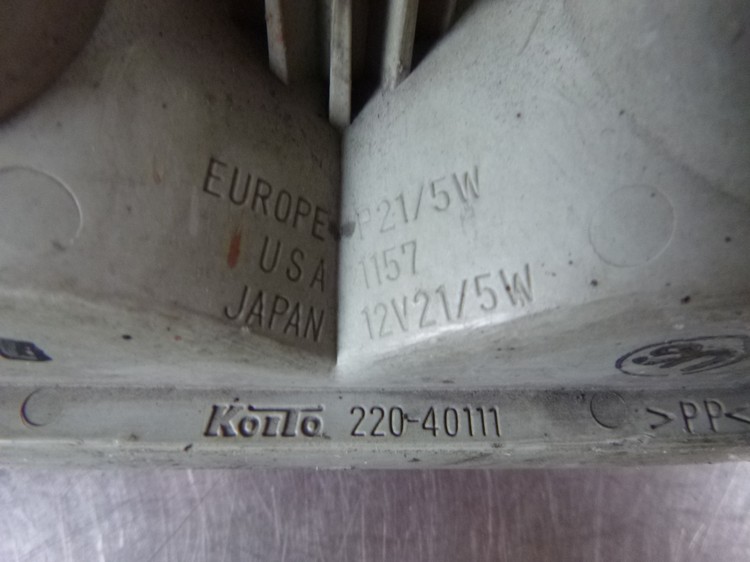 EUROPE P21/5W
USA 1157
JAPAN 12V21/5W
KOITO 220-40111
>PP<